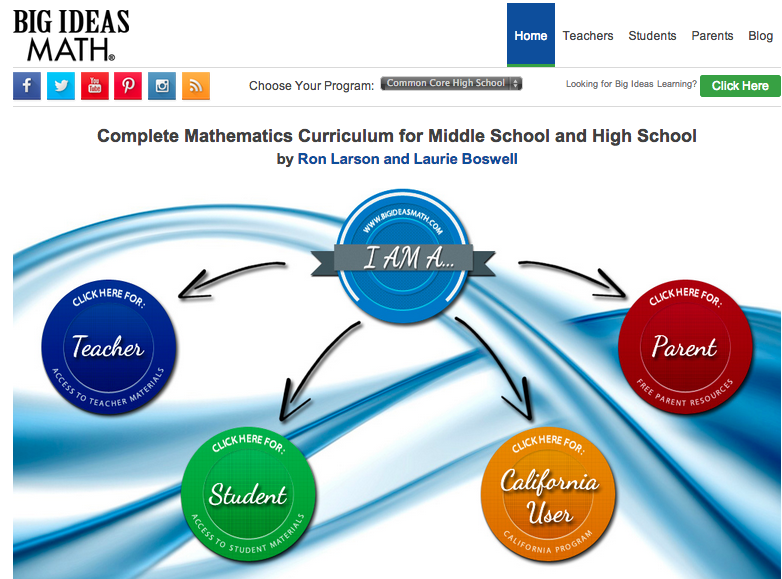 BIG IDEAS
MATH®
Home Teachers Students Parents Blog
f You Tube
Choose Your Program: Common Core High School
Looking for Big Ideas Learning? Click Here
Complete Mathematics Curriculum for Middle School and High School
by Ron Larson and Laurie Boswell
WWW.BIGIDEASMATH.COM
I AM A...
CLICK HERE FOR:
Teacher
ACCESS TO TEACHER MATERIALS
CLICK HERE FOR:
Parent
FREE PARENT RESOURCES
CLICK HERE FOR:
Student
ACCESS TO STUDENT MATERIALS
CLICK HERE FOR:
California
User
CALIFORNIA PROGRAM